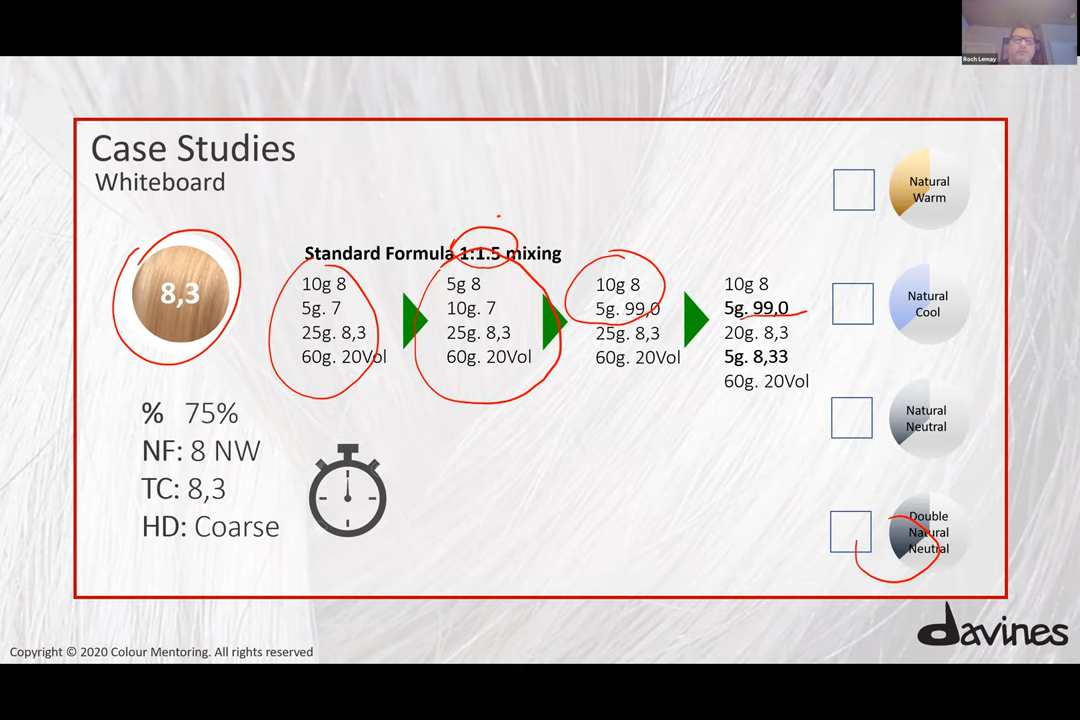 Roch Lemay
Case Studies
Whiteboard
8,3
Standard Formula 1:1.5 mixing
10g 8
5g. 7
25g. 8,3
60g. 20Vol
5g 8
10g. 7
25g. 8,3
60g. 20Vol
10g 8
5g. 99,0
25g. 8,3
60g. 20Vol
10g 8
5g. 99,0
20g. 8,3
5g. 8,33
60g. 20Vol
% 75%
NF: 8 NW
TC: 8,3
HD: Coarse
Natural
Warm
Natural
Cool
Natural
Neutral
Double
Natural
Neutral
davines
Copyright © 2020 Colour Mentoring. All rights reserved